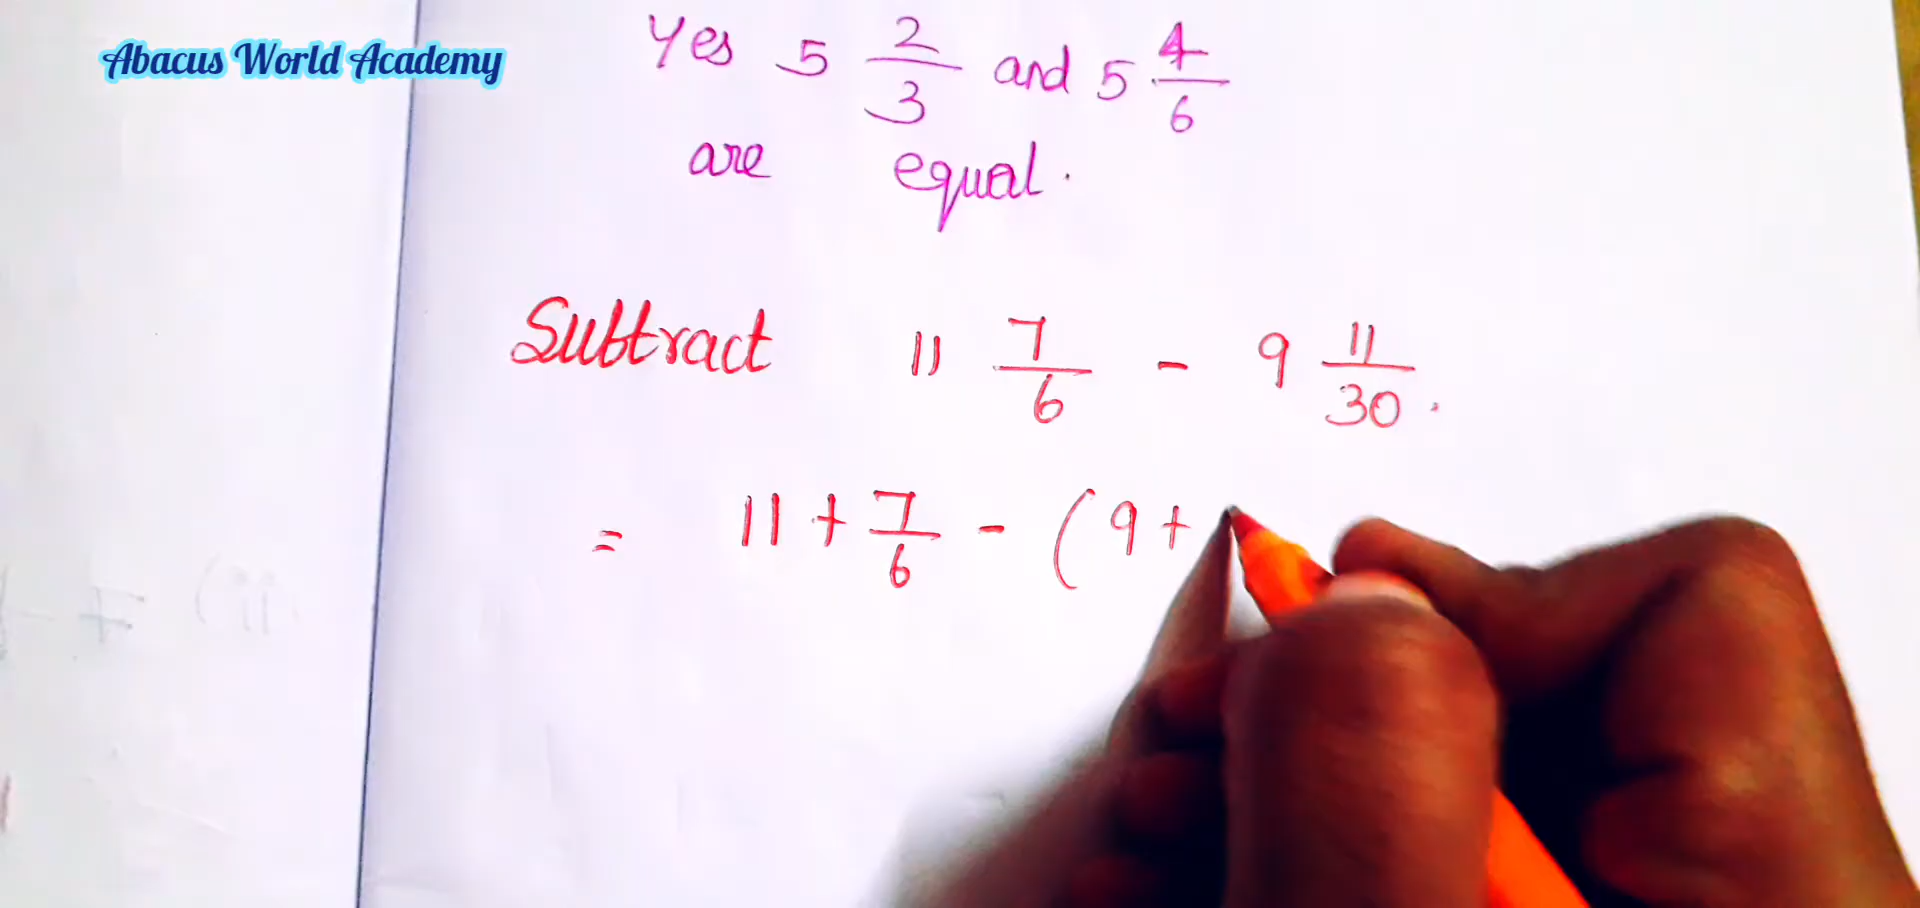 Abacus World Academy
Yes 5 2/3 and 5 4/6
are equal.
Subtract 11 7/6 - 9 11/30.
= 11 + 7/6 - (9 +